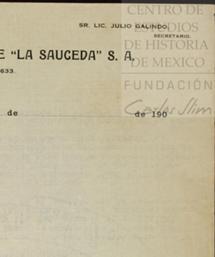 CENTRO DE
ESTUDIOS
DE HISTORIA
DE MEXICO
FUNDACIÓN
Carlos Slim
SR. LIC. JULIO GALINDO,
SECRETARIO.
E "LA SAUCEDA" S. A.
633.
de de 190